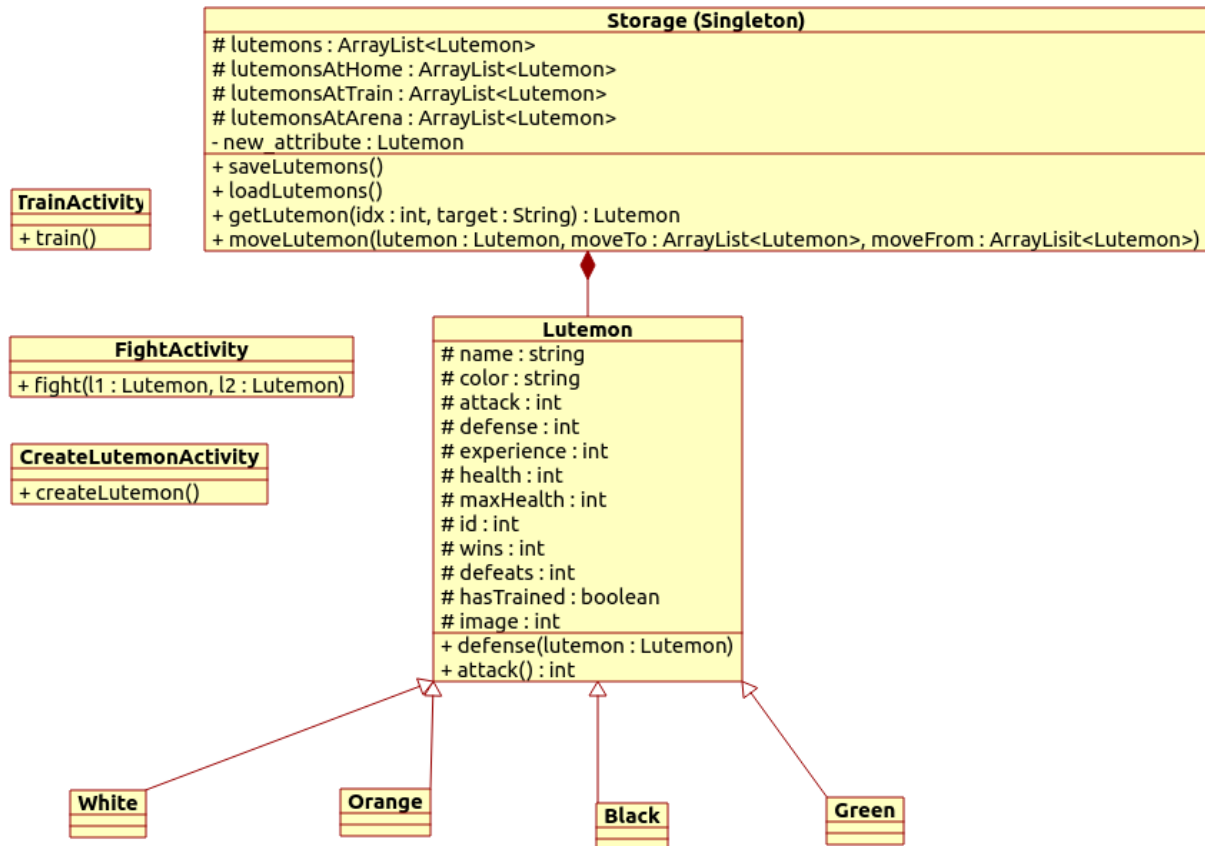 Storage (Singleton)
# lutemons : ArrayList<Lutemon>
# lutemonsAtHome : ArrayList<Lutemon>
# lutemonsAtTrain : ArrayList<Lutemon>
# lutemonsAtArena : ArrayList<Lutemon>
- new_attribute : Lutemon
+ saveLutemons()
+ loadLutemons()
+ getLutemon(idx : int, target : String) : Lutemon
+ moveLutemon(lutemon : Lutemon, moveTo : ArrayList<Lutemon>, moveFrom : ArrayLisit<Lutemon>)
TrainActivity
+ train()
FightActivity
+ fight(l1 : Lutemon, l2 : Lutemon)
CreateLutemonActivity
+ createLutemon()
Lutemon
# name : string
# color : string
# attack : int
# defense : int
# experience : int
# health : int
# maxHealth : int
# id : int
# wins : int
# defeats : int
# hasTrained : boolean
# image : int
+ defense(lutemon : Lutemon)
+ attack() : int
White
Orange
Black
Green